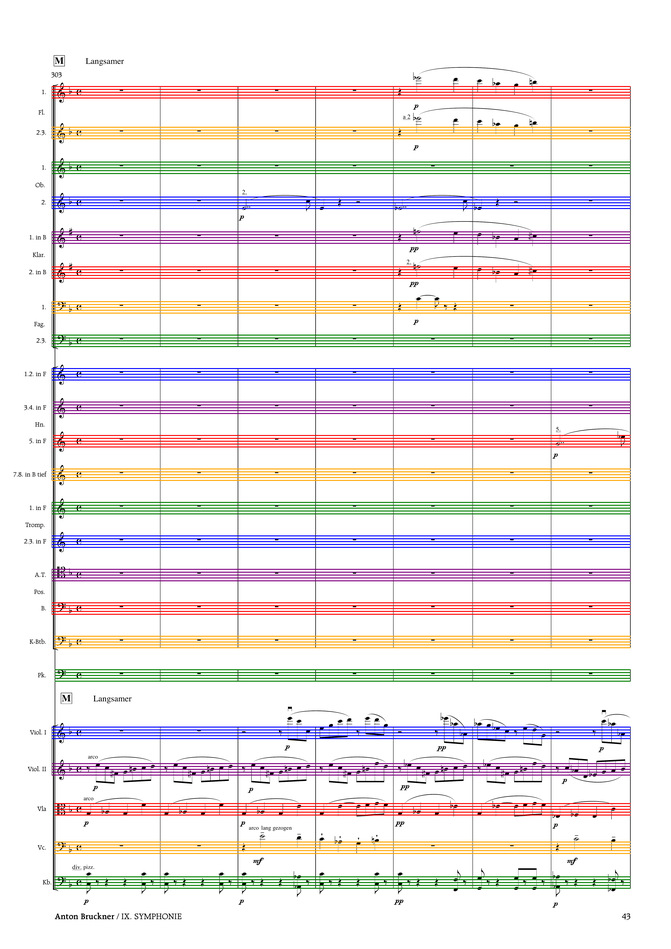 M Langsamer
303
1.
Fl.
a.2
p
2.3.
p
1.
Ob.
2.
2.
p
1. in B
Klar.
pp
2.
2. in B
pp
1.
Fag.
p
2.3.
1.2. in F
3.4. in F
Hn.
5.
5. in F
p
7.8. in B tief
1. in F
Tromp.
2.3. in F
A.T.
Pos.
B.
K-Btb.
Pk.
M Langsamer
Viol. I
p pp p
arco
Viol. II
p p pp p
arco
Vla
p p pp p
arco lang gezogen
Vc.
mf mf
div. pizz.
Kb.
p p pp p
Anton Bruckner / IX. SYMPHONIE 43